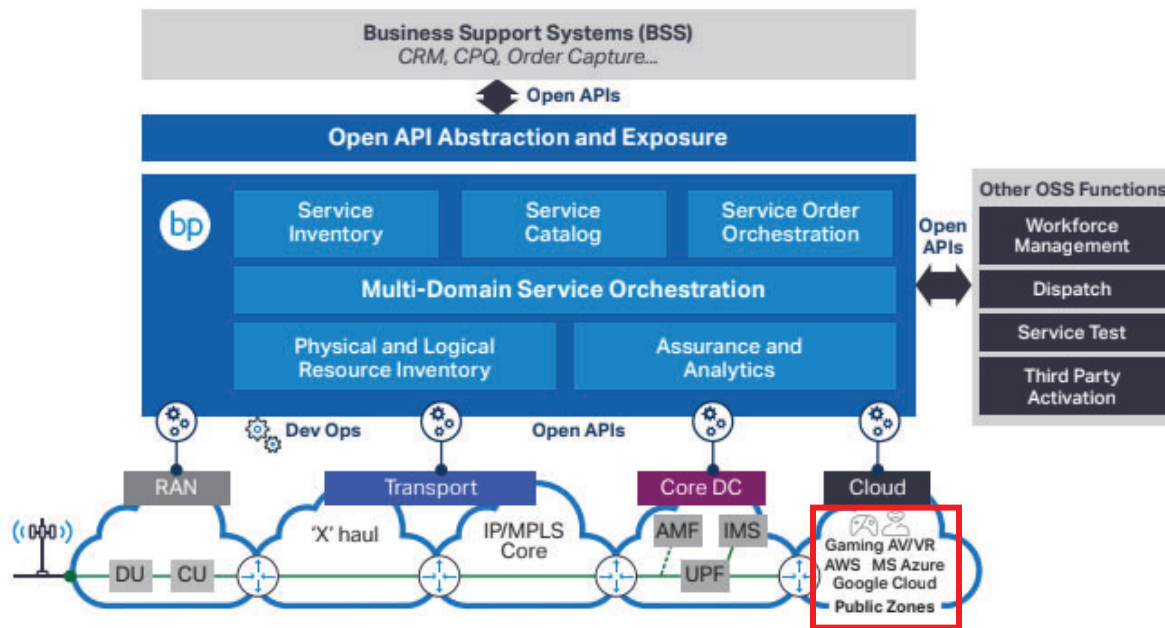 Business Support Systems (BSS)
CRM, CPQ, Order Capture...
Open APIs
Open API Abstraction and Exposure
bp
Service
Inventory
Service
Catalog
Service Order
Orchestration
Multi-Domain Service Orchestration
Physical and Logical
Resource Inventory
Assurance and
Analytics
Open
APIs
Other OSS Functions
Workforce
Management
Dispatch
Service Test
Third Party
Activation
Dev Ops
Open APIs
RAN
Transport
Core DC
Cloud
DU
CU
'X' haul
IP/MPLS
Core
AMF
IMS
UPF
Gaming AV/VR
AWS MS Azure
Google Cloud
Public Zones